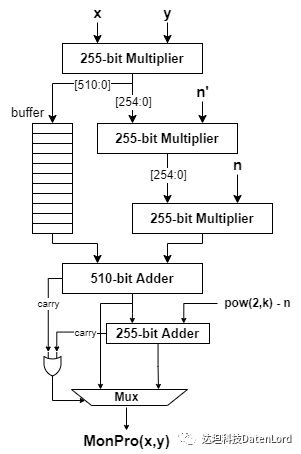 x y
255-bit Multiplier
[510:0]
[254:0]
buffer
n'
255-bit Multiplier
[254:0]
n
255-bit Multiplier
510-bit Adder
carry
pow(2,k) - n
carry
255-bit Adder
Mux
MonPro(x,y)
达坦科技DatenLord